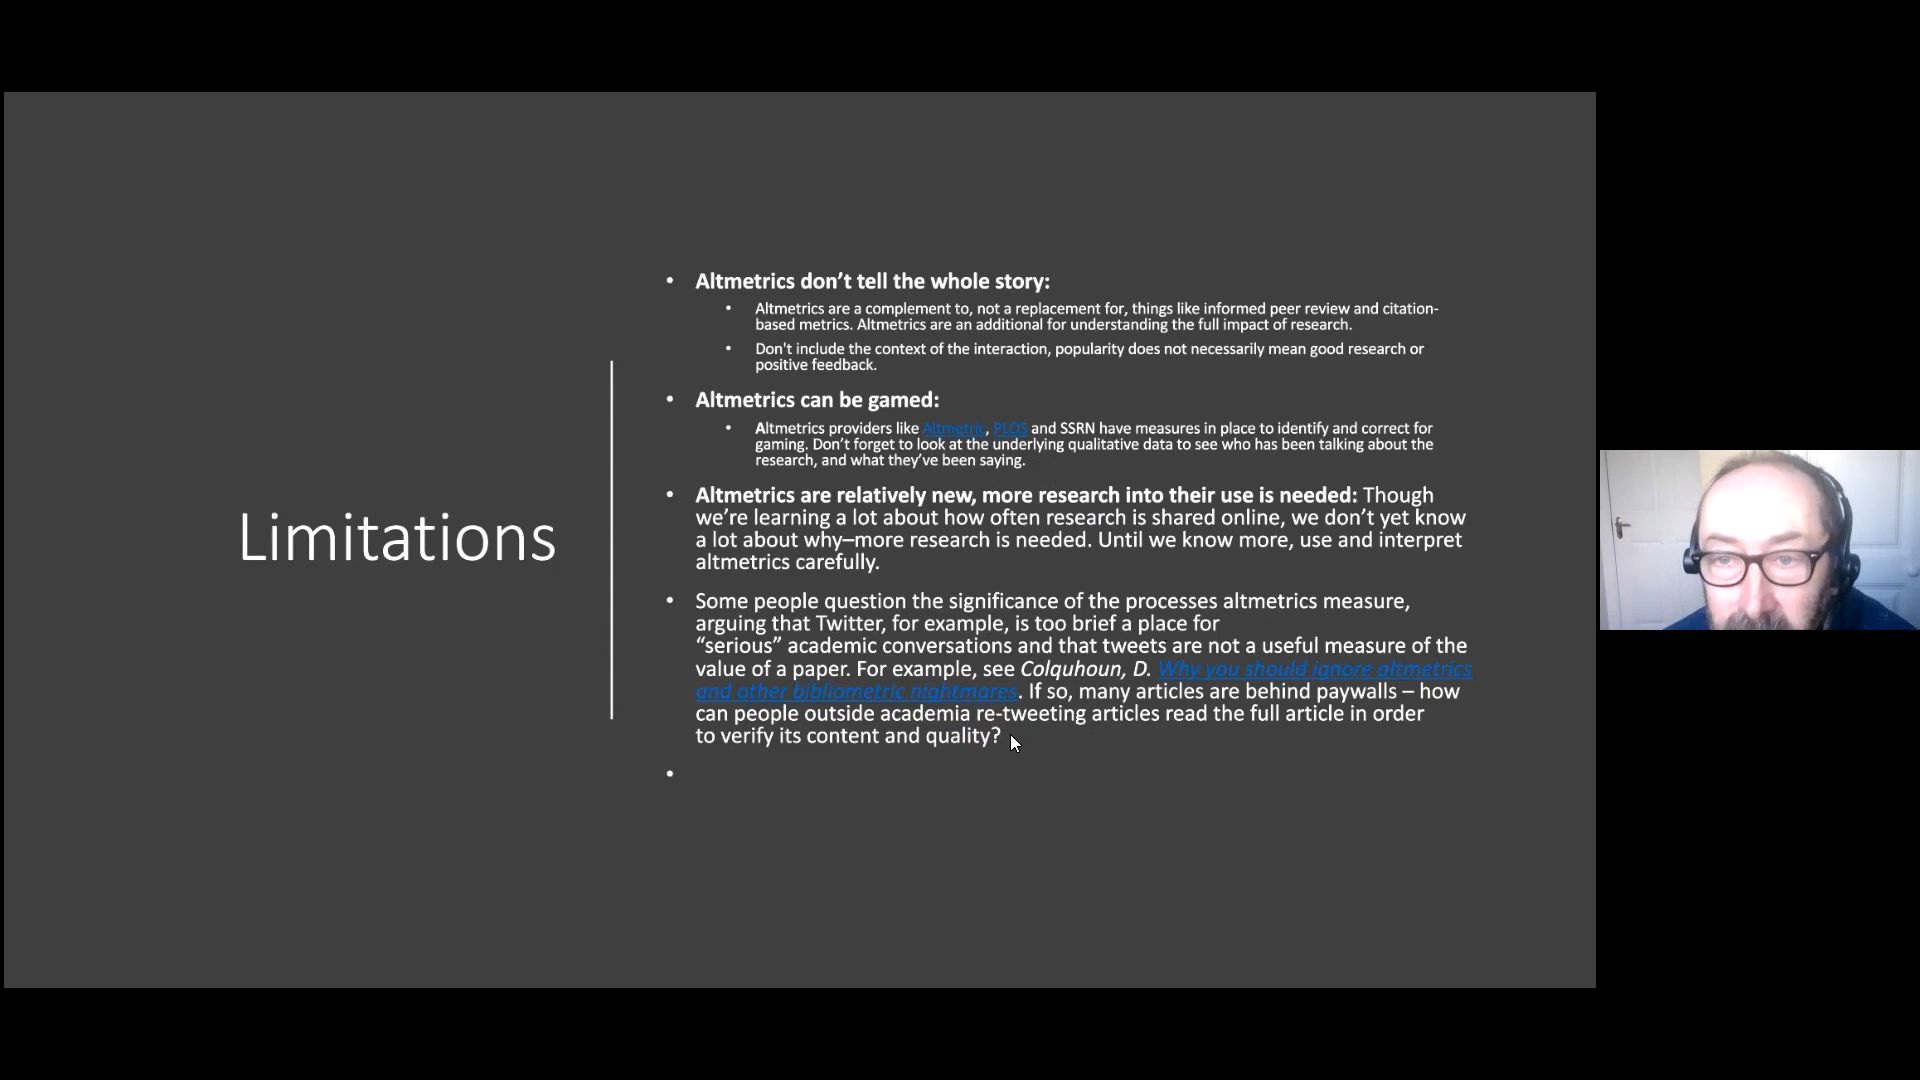 Limitations
• Altmetrics don’t tell the whole story:
• Altmetrics are a complement to, not a replacement for, things like informed peer review and citation-
based metrics. Altmetrics are an additional for understanding the full impact of research.
• Don't include the context of the interaction, popularity does not necessarily mean good research or
positive feedback.
• Altmetrics can be gamed:
• Altmetrics providers like Altmetric, PLOS and SSRN have measures in place to identify and correct for
gaming. Don’t forget to look at the underlying qualitative data to see who has been talking about the
research, and what they’ve been saying.
• Altmetrics are relatively new, more research into their use is needed: Though
we’re learning a lot about how often research is shared online, we don’t yet know
a lot about why–more research is needed. Until we know more, use and interpret
altmetrics carefully.
• Some people question the significance of the processes altmetrics measure,
arguing that Twitter, for example, is too brief a place for
“serious” academic conversations and that tweets are not a useful measure of the
value of a paper. For example, see Colquhoun, D. Why you should ignore altmetrics
and other bibliometric nightmares. If so, many articles are behind paywalls – how
can people outside academia re-tweeting articles read the full article in order
to verify its content and quality?
•